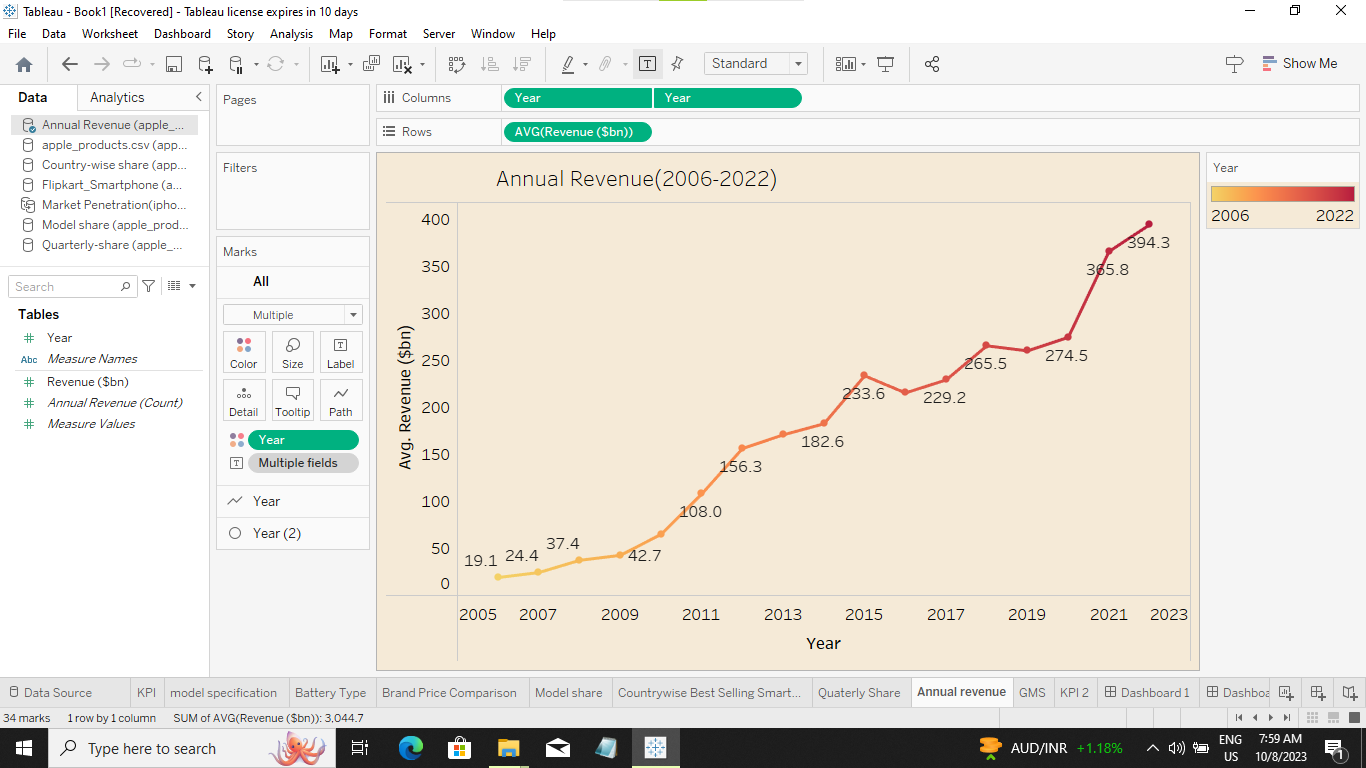 Tableau - Book1 [Recovered] - Tableau license expires in 10 days
File Data Worksheet Dashboard Story Analysis Map Format Server Window Help
Standard
Show Me
Data Analytics
Annual Revenue (apple_...
apple_products.csv (app...
Country-wise share (app...
Flipkart_Smartphone (a...
Market Penetration(ipho...
Model share (apple_prod...
Quarterly-share (apple_...
Search
Tables
Year
Abc Measure Names
Revenue ($bn)
Annual Revenue (Count)
Measure Values
Pages
Filters
Marks
All
Multiple
Color Size Label
Detail Tooltip Path
Year
Multiple fields
Year
Year (2)
Columns Year Year
Rows AVG(Revenue ($bn))
Annual Revenue(2006-2022)
Avg. Revenue ($bn)
400
350
300
250
200
150
100
50
0
19.1
24.4
37.4
42.7
108.0
156.3
182.6
233.6
229.2
265.5
274.5
365.8
394.3
2005 2007 2009 2011 2013 2015 2017 2019 2021 2023
Year
Year
2006 2022
Data Source KPI model specification Battery Type Brand Price Comparison Model share Countrywise Best Selling Smart... Quaterly Share Annual revenue GMS KPI 2 Dashboard 1 Dashboa
34 marks 1 row by 1 column SUM of AVG(Revenue ($bn)): 3,044.7
Type here to search
AUD/INR +1.18%
ENG
US
7:59 AM
10/8/2023
1